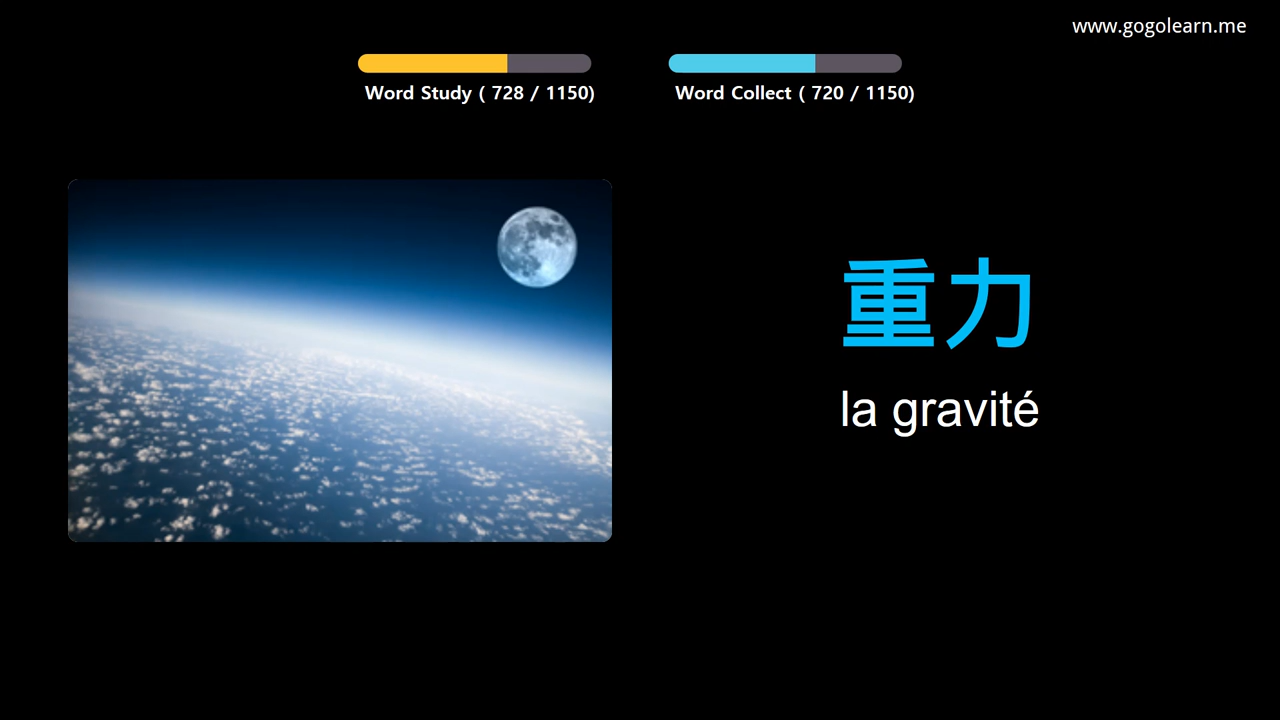 www.gogolearn.me
Word Study ( 728 / 1150)
Word Collect ( 720 / 1150)
重力
la gravité